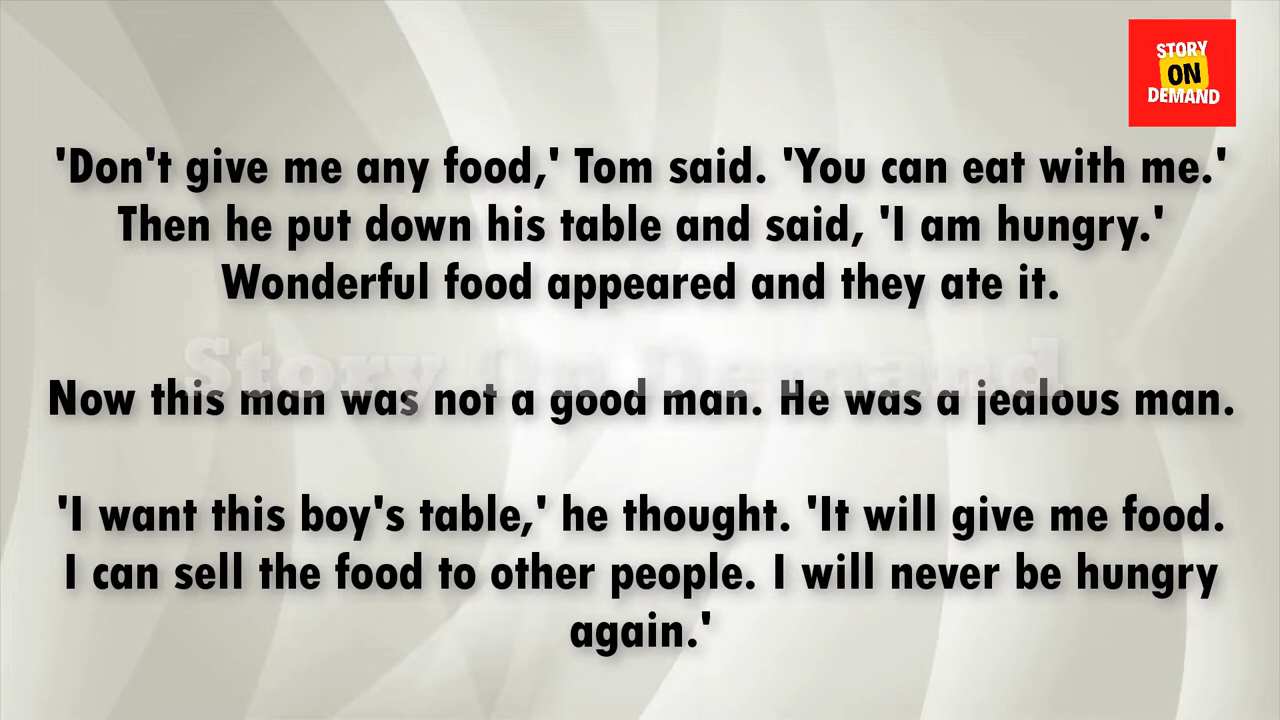 STORY
ON
DEMAND
'Don't give me any food,' Tom said. 'You can eat with me.'
Then he put down his table and said, 'I am hungry.'
Wonderful food appeared and they ate it.
Story On Demand
Now this man was not a good man. He was a jealous man.
'I want this boy's table,' he thought. 'It will give me food.
I can sell the food to other people. I will never be hungry
again.'